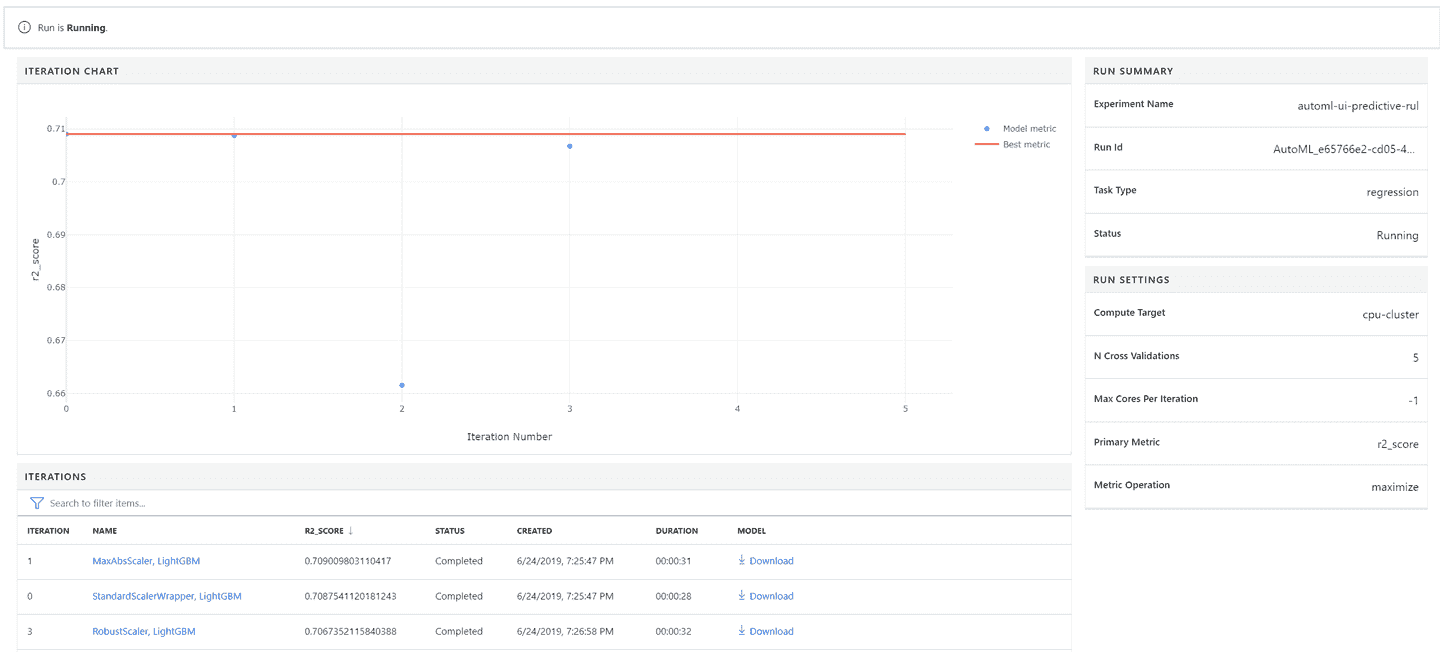 Run is Running.
ITERATION CHART
0.71
0.7
0.69
0.68
0.67
0.66
r2_score
0 1 2 3 4 5
Iteration Number
Model metric
Best metric
ITERATIONS
Search to filter items...
ITERATION NAME R2_SCORE ↓ STATUS CREATED DURATION MODEL
1 MaxAbsScaler, LightGBM 0.709009803110417 Completed 6/24/2019, 7:25:47 PM 00:00:31 Download
0 StandardScalerWrapper, LightGBM 0.7087541120181243 Completed 6/24/2019, 7:25:47 PM 00:00:28 Download
3 RobustScaler, LightGBM 0.7067352115840388 Completed 6/24/2019, 7:26:58 PM 00:00:32 Download
RUN SUMMARY
Experiment Name automl-ui-predictive-rul
Run Id AutoML_e65766e2-cd05-4...
Task Type regression
Status Running
RUN SETTINGS
Compute Target cpu-cluster
N Cross Validations 5
Max Cores Per Iteration -1
Primary Metric r2_score
Metric Operation maximize